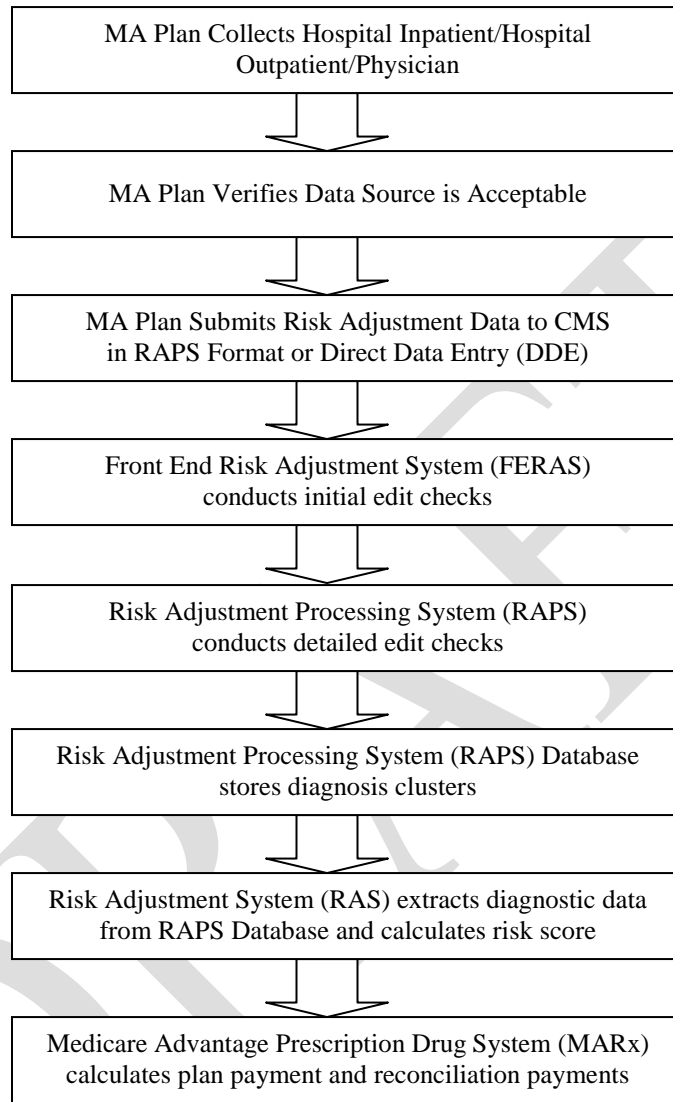 MA Plan Collects Hospital Inpatient/Hospital
Outpatient/Physician
MA Plan Verifies Data Source is Acceptable
MA Plan Submits Risk Adjustment Data to CMS
in RAPS Format or Direct Data Entry (DDE)
Front End Risk Adjustment System (FERAS)
conducts initial edit checks
Risk Adjustment Processing System (RAPS)
conducts detailed edit checks
Risk Adjustment Processing System (RAPS) Database
stores diagnosis clusters
Risk Adjustment System (RAS) extracts diagnostic data
from RAPS Database and calculates risk score
Medicare Advantage Prescription Drug System (MARx)
calculates plan payment and reconciliation payments